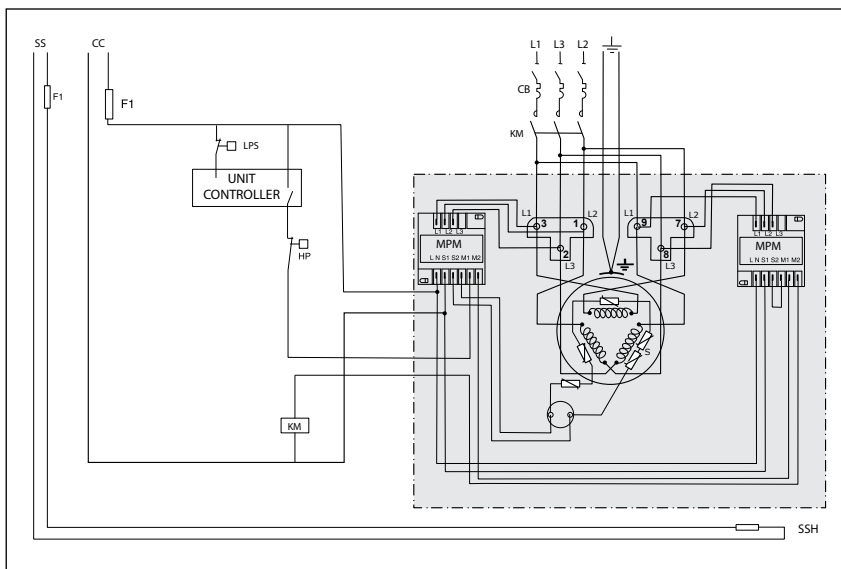 SS CC
L1 L3 L2
F1
F1
CB
KM
LPS
UNIT
CONTROLLER
HP
KM
L1 3 1 L2
2
L3
L1 9 7 L2
8
L3
L1 L2 L3
MPM
L N S1 S2 M1 M2
L1 L2 L3
MPM
L N S1 S2 M1 M2
S
SSH